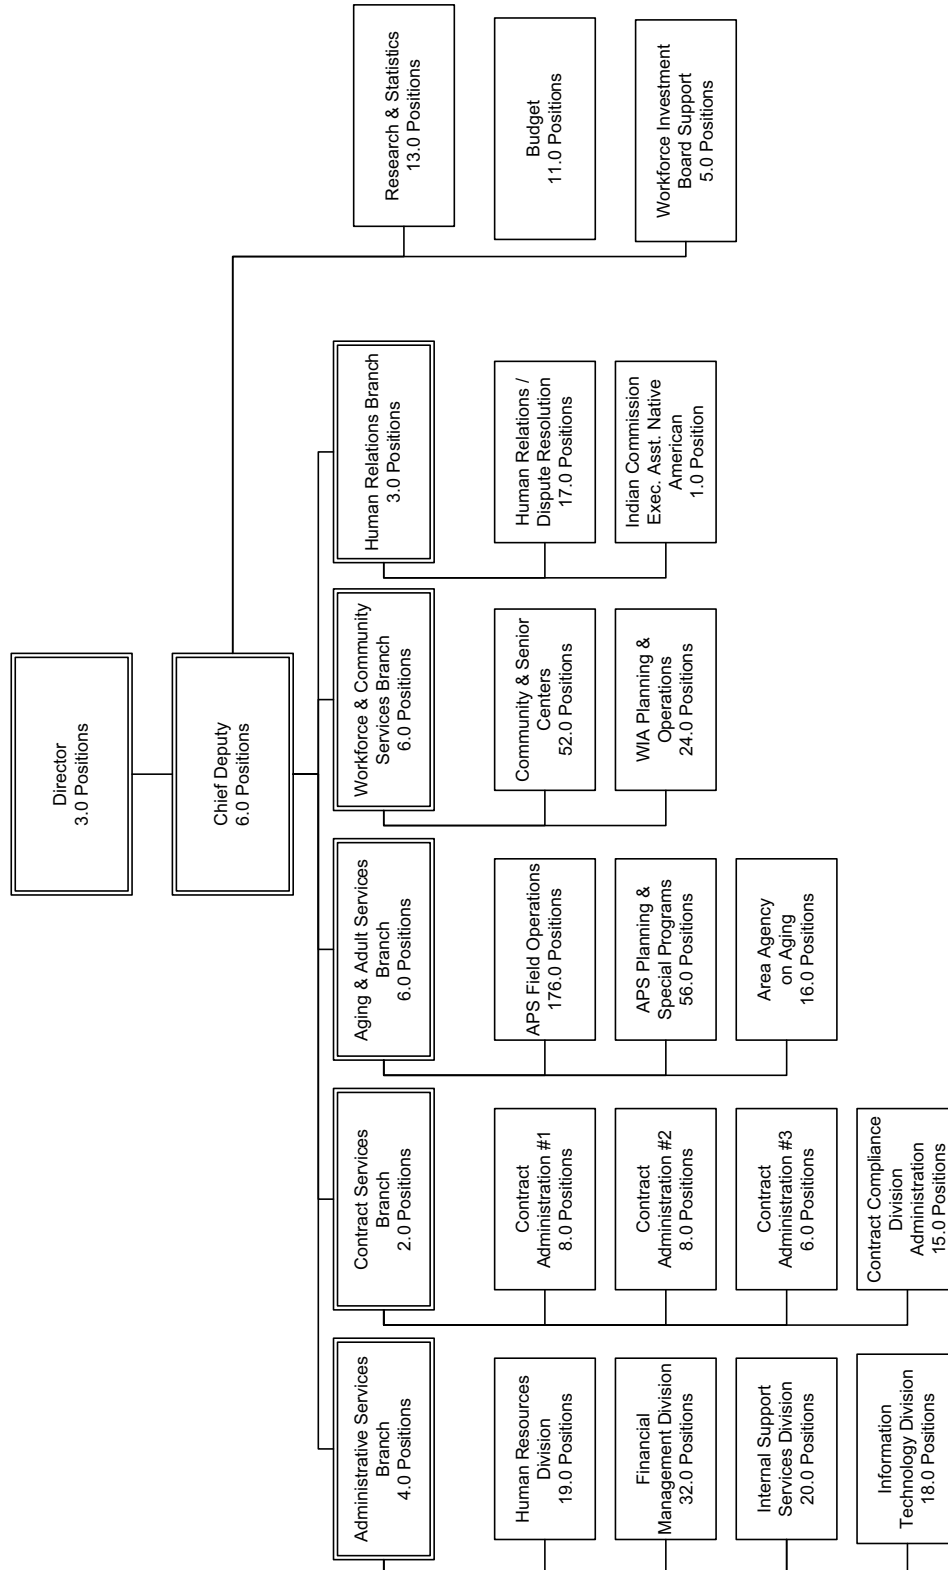 Director
3.0 Positions
Chief Deputy
6.0 Positions
Research & Statistics
13.0 Positions
Budget
11.0 Positions
Workforce Investment
Board Support
5.0 Positions
Administrative Services
Branch
4.0 Positions
Human Resources
Division
19.0 Positions
Financial
Management Division
32.0 Positions
Internal Support
Services Division
20.0 Positions
Information
Technology Division
18.0 Positions
Contract Services
Branch
2.0 Positions
Contract
Administration #1
8.0 Positions
Contract
Administration #2
8.0 Positions
Contract
Administration #3
6.0 Positions
Contract Compliance
Division
Administration
15.0 Positions
Aging & Adult Services
Branch
6.0 Positions
APS Field Operations
176.0 Positions
APS Planning &
Special Programs
56.0 Positions
Area Agency
on Aging
16.0 Positions
Workforce & Community
Services Branch
6.0 Positions
Community & Senior
Centers
52.0 Positions
WIA Planning &
Operations
24.0 Positions
Human Relations Branch
3.0 Positions
Human Relations /
Dispute Resolution
17.0 Positions
Indian Commission
Exec. Asst. Native
American
1.0 Position